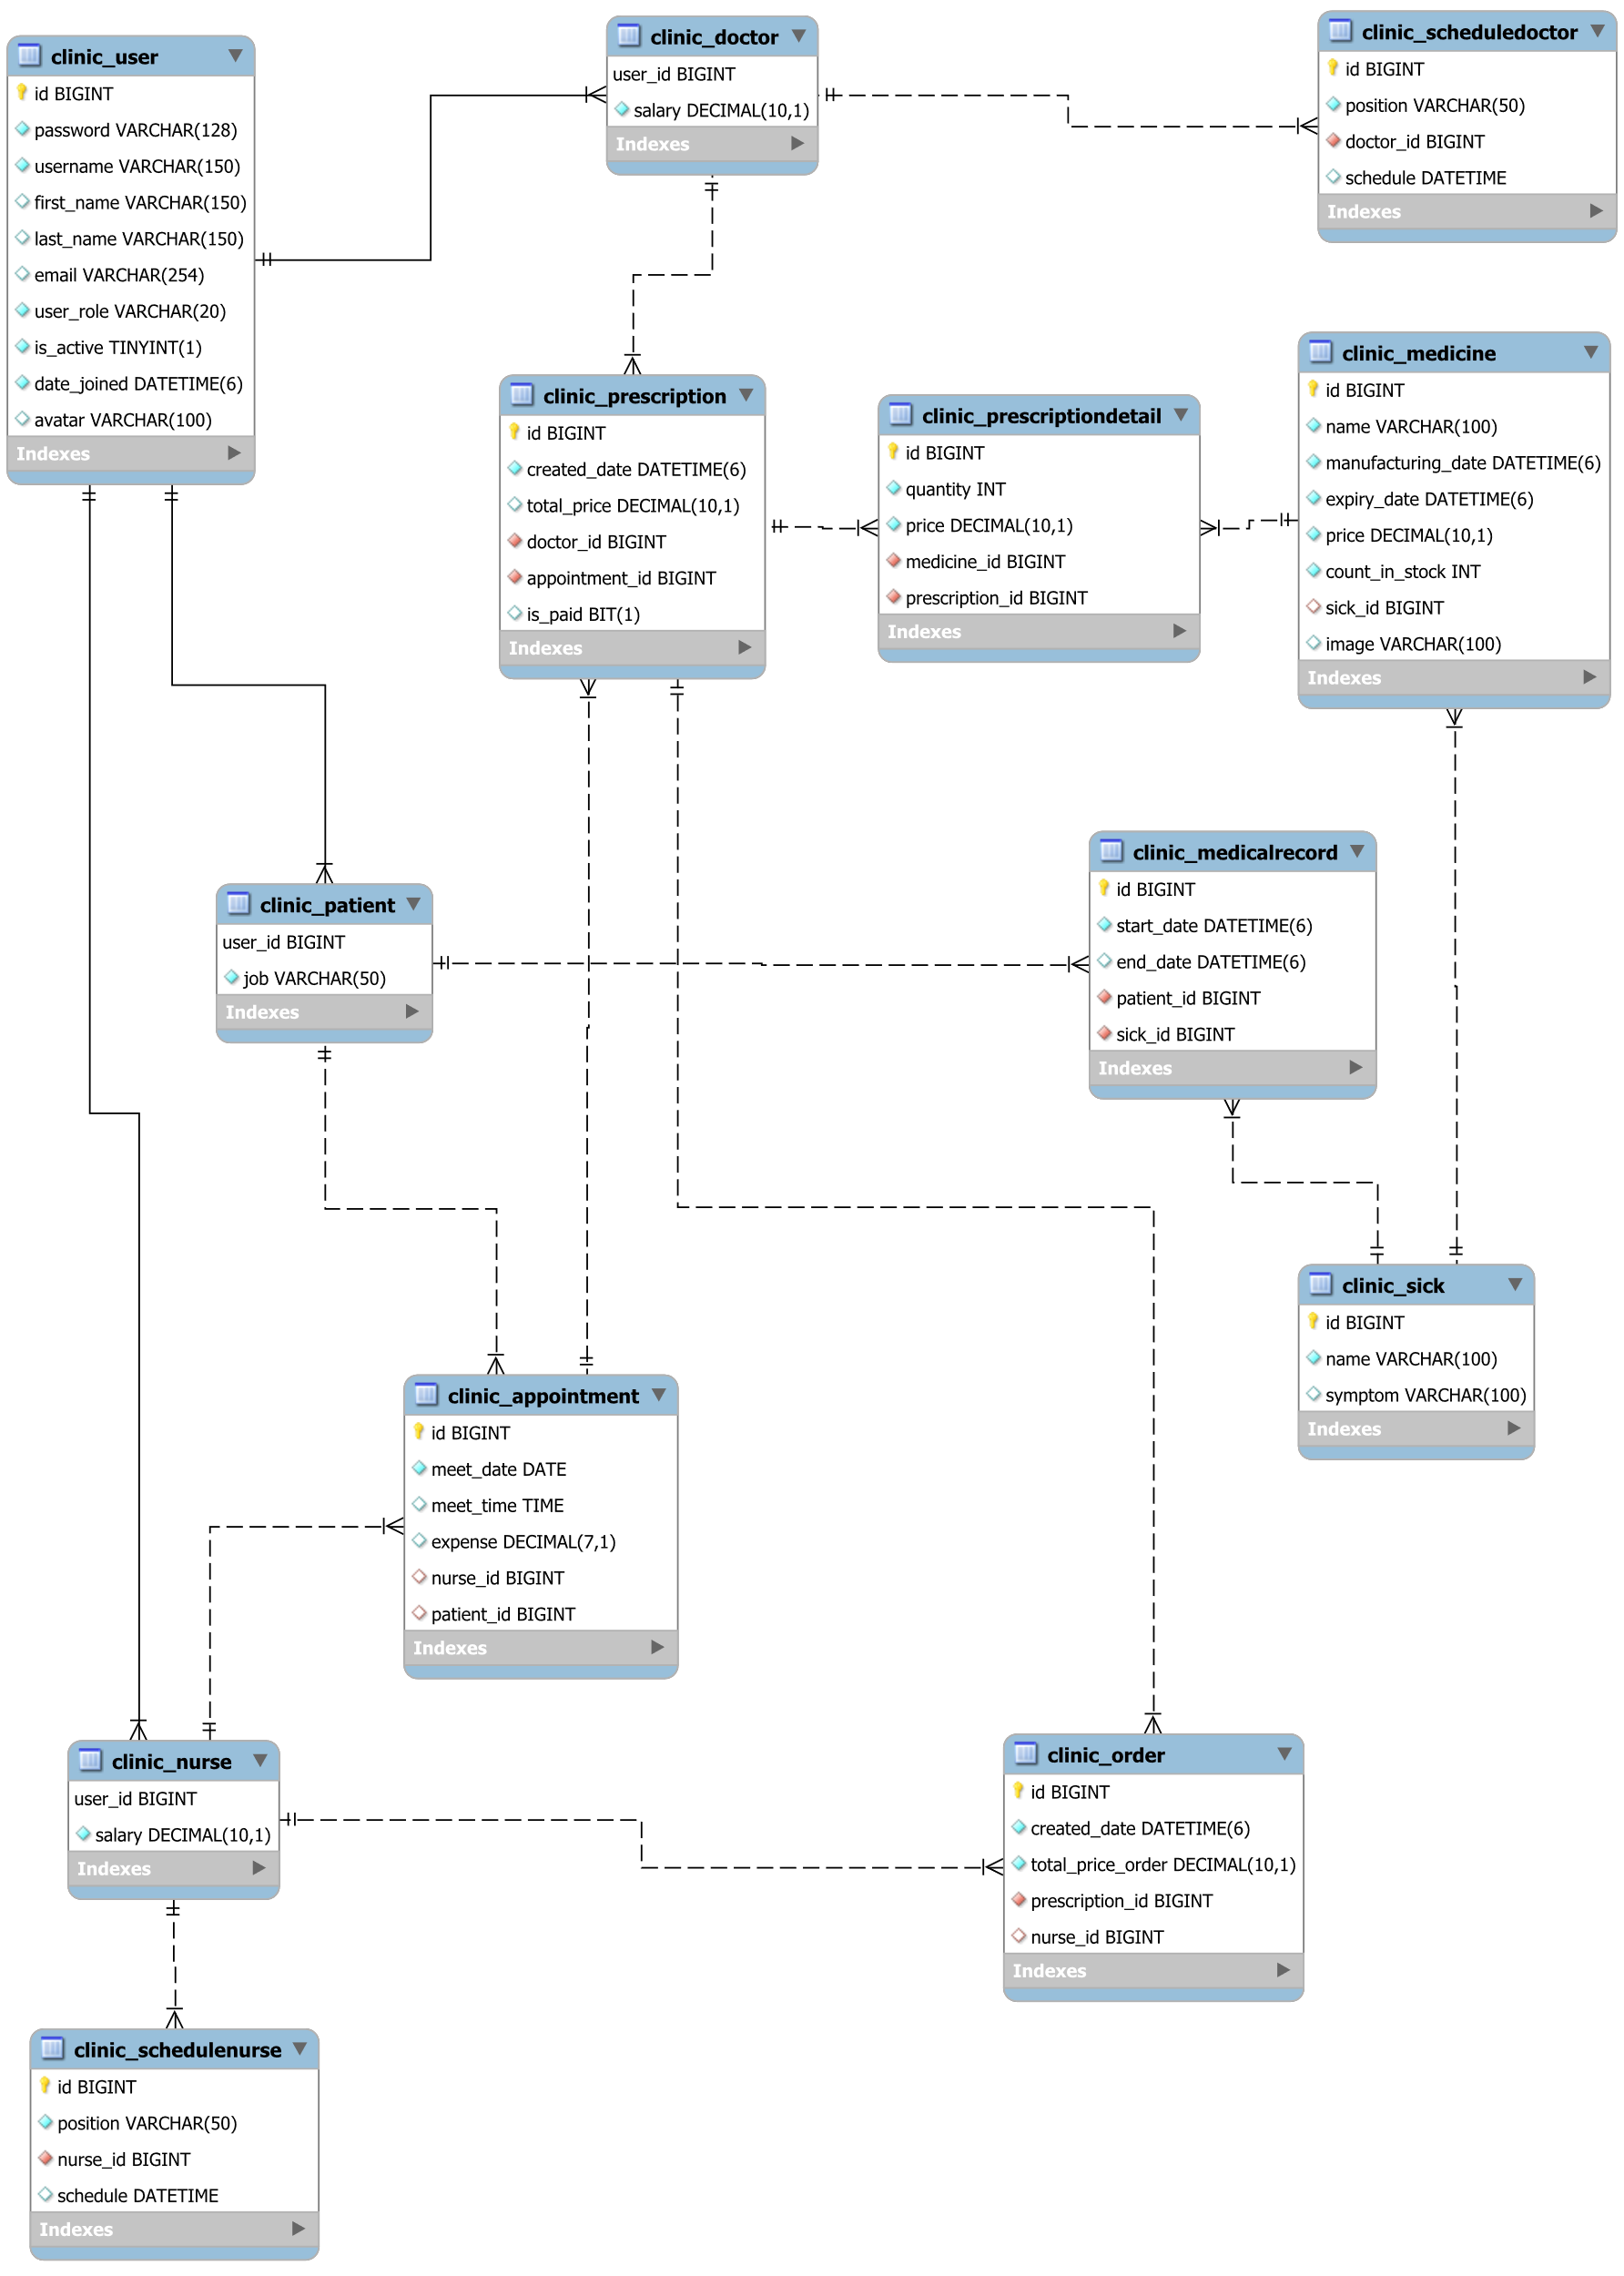 clinic_user
id BIGINT
password VARCHAR(128)
username VARCHAR(150)
first_name VARCHAR(150)
last_name VARCHAR(150)
email VARCHAR(254)
user_role VARCHAR(20)
is_active TINYINT(1)
date_joined DATETIME(6)
avatar VARCHAR(100)
Indexes
clinic_doctor
user_id BIGINT
salary DECIMAL(10,1)
Indexes
clinic_scheduledoctor
id BIGINT
position VARCHAR(50)
doctor_id BIGINT
schedule DATETIME
Indexes
clinic_prescription
id BIGINT
created_date DATETIME(6)
total_price DECIMAL(10,1)
doctor_id BIGINT
appointment_id BIGINT
is_paid BIT(1)
Indexes
clinic_prescriptiondetail
id BIGINT
quantity INT
price DECIMAL(10,1)
medicine_id BIGINT
prescription_id BIGINT
Indexes
clinic_medicine
id BIGINT
name VARCHAR(100)
manufacturing_date DATETIME(6)
expiry_date DATETIME(6)
price DECIMAL(10,1)
count_in_stock INT
sick_id BIGINT
image VARCHAR(100)
Indexes
clinic_patient
user_id BIGINT
job VARCHAR(50)
Indexes
clinic_medicalrecord
id BIGINT
start_date DATETIME(6)
end_date DATETIME(6)
patient_id BIGINT
sick_id BIGINT
Indexes
clinic_sick
id BIGINT
name VARCHAR(100)
symptom VARCHAR(100)
Indexes
clinic_appointment
id BIGINT
meet_date DATE
meet_time TIME
expense DECIMAL(7,1)
nurse_id BIGINT
patient_id BIGINT
Indexes
clinic_nurse
user_id BIGINT
salary DECIMAL(10,1)
Indexes
clinic_order
id BIGINT
created_date DATETIME(6)
total_price_order DECIMAL(10,1)
prescription_id BIGINT
nurse_id BIGINT
Indexes
clinic_schedulenurse
id BIGINT
position VARCHAR(50)
nurse_id BIGINT
schedule DATETIME
Indexes